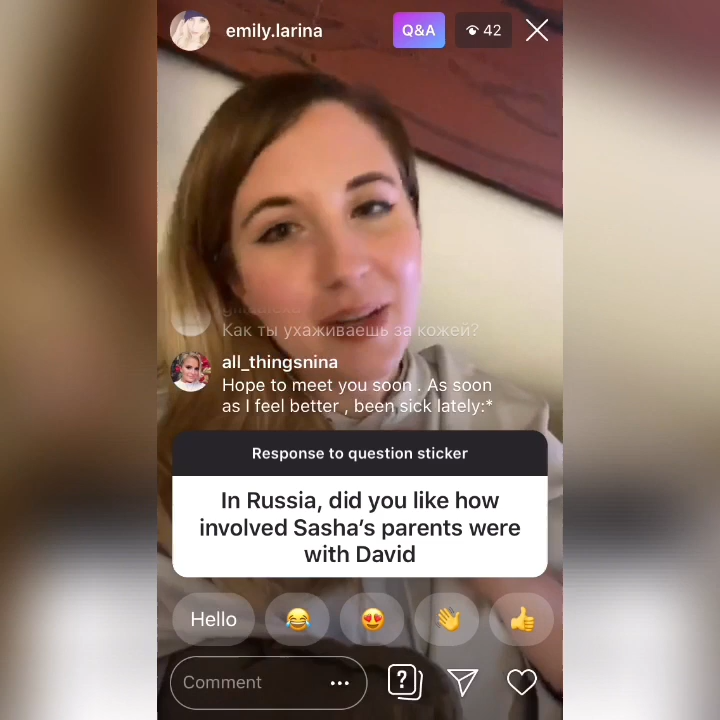 emily.larina
Q&A
42
Как ты ухаживаешь за кожей?
all_thingsnina
Hope to meet you soon . As soon
as I feel better , been sick lately:*
Response to question sticker
In Russia, did you like how
involved Sasha's parents were
with David
Hello
Comment